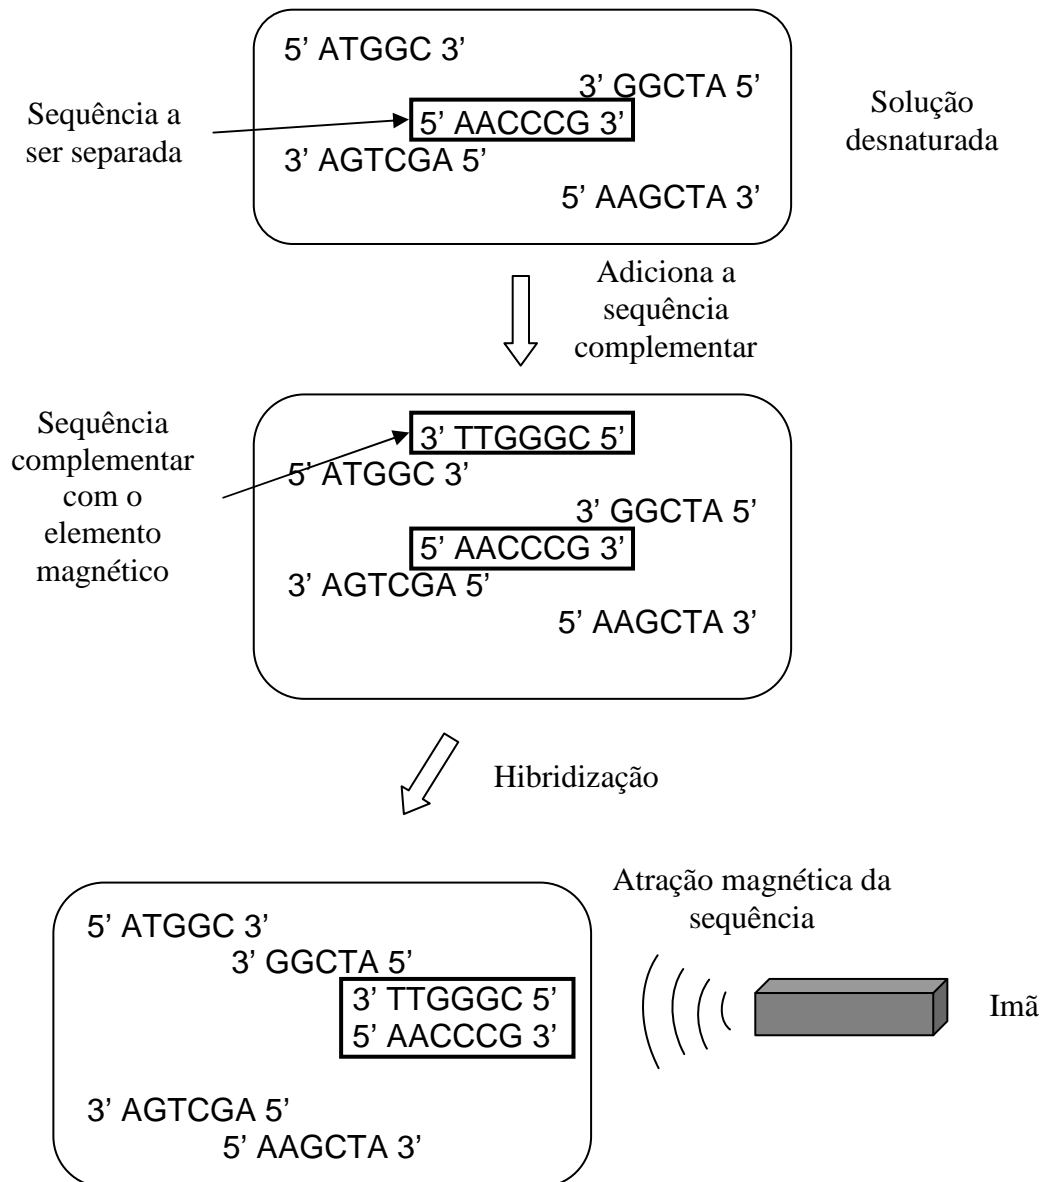 5’ ATGGC 3’
3’ GGCTA 5’
Sequência a
ser separada
5’ AACCCG 3’
Solução
desnaturada
3’ AGTCGA 5’
5’ AAGCTA 3’
Adiciona a
sequência
complementar
Sequência
complementar
com o
elemento
magnético
3’ TTGGGC 5’
5’ ATGGC 3’
3’ GGCTA 5’
5’ AACCCG 3’
3’ AGTCGA 5’
5’ AAGCTA 3’
Hibridização
Atração magnética da
sequência
5’ ATGGC 3’
3’ GGCTA 5’
3’ TTGGGC 5’
5’ AACCCG 3’
Imã
3’ AGTCGA 5’
5’ AAGCTA 3’